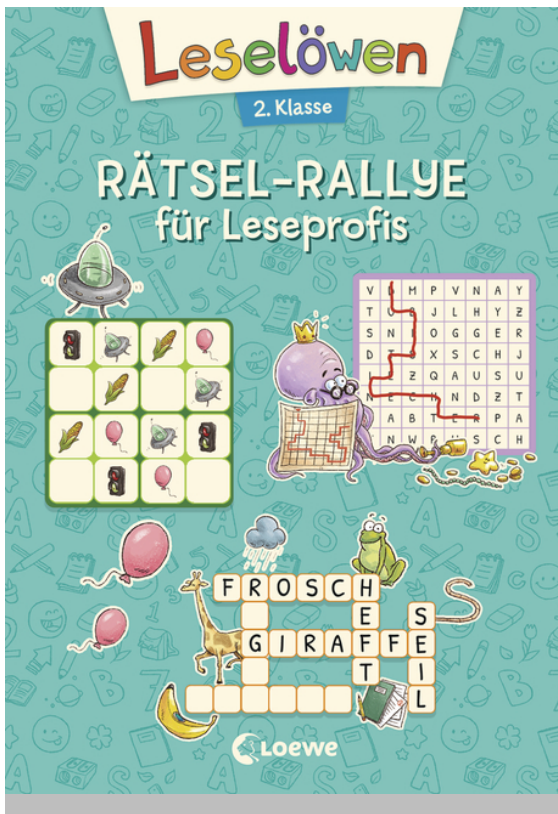 Leselöwen
2. Klasse
RÄTSEL-RALLYE
für Leseprofis
V M P V N A Y
T J L H Y Z
S N O G G E R
D X S C H J
Z Q A U S U
N C H N D Z T
A B T E R P A
N W S C H
FROSCH
HEFT
GIRAFFE
SEIL
LOEWE